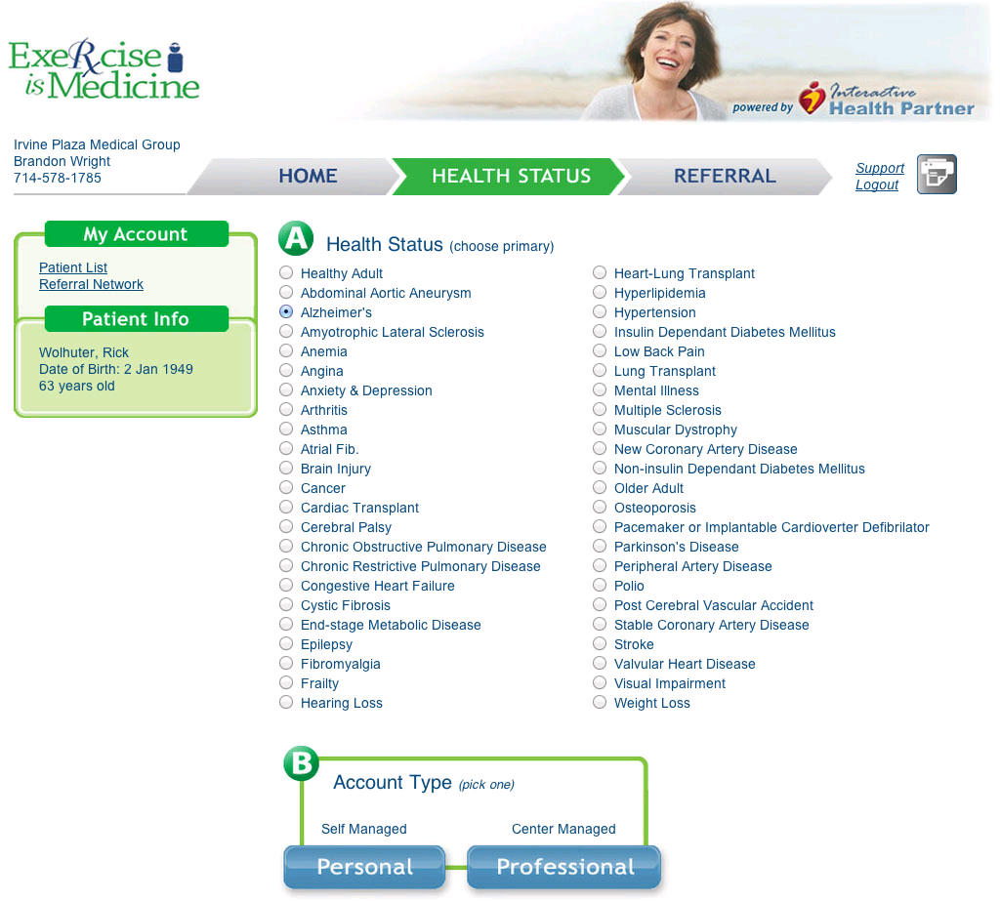 ExeRxcise
is Medicine
powered by Interactive
Health Partner
Irvine Plaza Medical Group
Brandon Wright
714-578-1785
HOME
HEALTH STATUS
REFERRAL
Support
Logout
My Account
Patient List
Referral Network
Patient Info
Wolhuter, Rick
Date of Birth: 2 Jan 1949
63 years old
A Health Status (choose primary)
Healthy Adult
Abdominal Aortic Aneurysm
Alzheimer's
Amyotrophic Lateral Sclerosis
Anemia
Angina
Anxiety & Depression
Arthritis
Asthma
Atrial Fib.
Brain Injury
Cancer
Cardiac Transplant
Cerebral Palsy
Chronic Obstructive Pulmonary Disease
Chronic Restrictive Pulmonary Disease
Congestive Heart Failure
Cystic Fibrosis
End-stage Metabolic Disease
Epilepsy
Fibromyalgia
Frailty
Hearing Loss
Heart-Lung Transplant
Hyperlipidemia
Hypertension
Insulin Dependant Diabetes Mellitus
Low Back Pain
Lung Transplant
Mental Illness
Multiple Sclerosis
Muscular Dystrophy
New Coronary Artery Disease
Non-insulin Dependant Diabetes Mellitus
Older Adult
Osteoporosis
Pacemaker or Implantable Cardioverter Defibrilator
Parkinson's Disease
Peripheral Artery Disease
Polio
Post Cerebral Vascular Accident
Stable Coronary Artery Disease
Stroke
Valvular Heart Disease
Visual Impairment
Weight Loss
B Account Type (pick one)
Self Managed
Center Managed
Personal
Professional